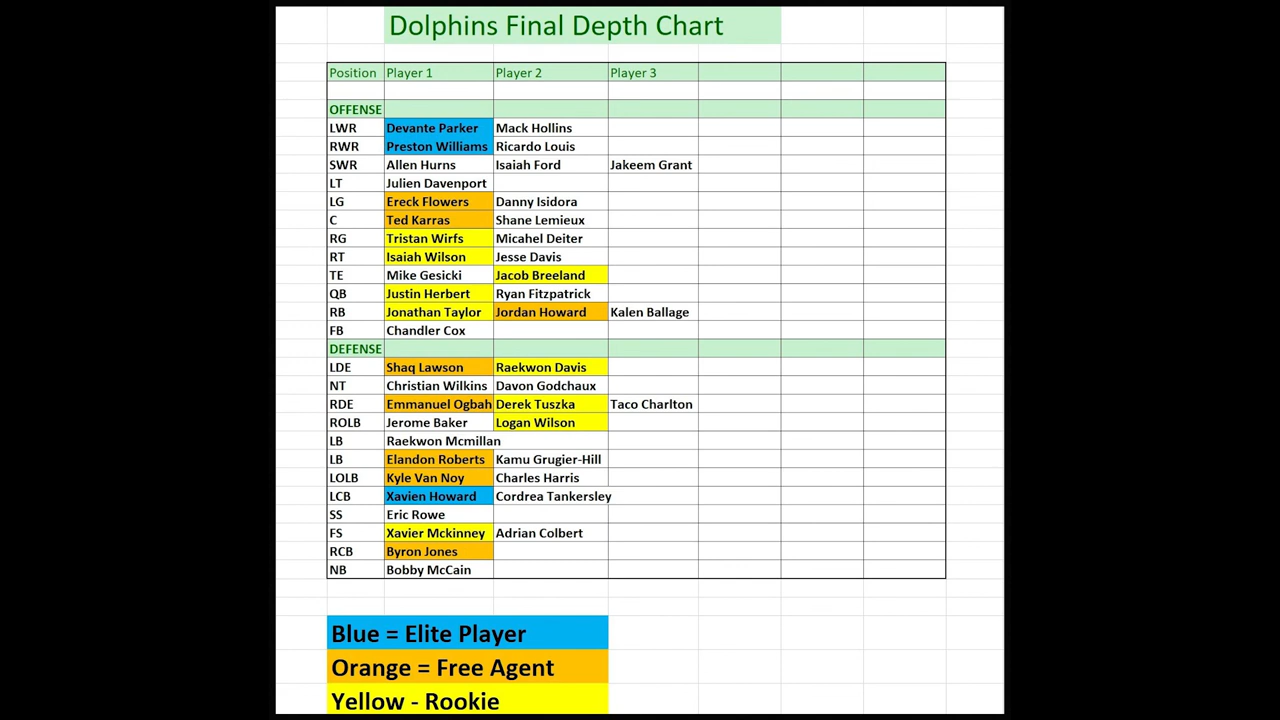 Dolphins Final Depth Chart
Position Player 1 Player 2 Player 3
OFFENSE
LWR Devante Parker Mack Hollins
RWR Preston Williams Ricardo Louis
SWR Allen Hurns Isaiah Ford Jakeem Grant
LT Julien Davenport
LG Ereck Flowers Danny Isidora
C Ted Karras Shane Lemieux
RG Tristan Wirfs Micahel Deiter
RT Isaiah Wilson Jesse Davis
TE Mike Gesicki Jacob Breeland
QB Justin Herbert Ryan Fitzpatrick
RB Jonathan Taylor Jordan Howard Kalen Ballage
FB Chandler Cox
DEFENSE
LDE Shaq Lawson Raekwon Davis
NT Christian Wilkins Davon Godchaux
RDE Emmanuel Ogbah Derek Tuszka Taco Charlton
ROLB Jerome Baker Logan Wilson
LB Raekwon Mcmillan
LB Elandon Roberts Kamu Grugier-Hill
LOLB Kyle Van Noy Charles Harris
LCB Xavien Howard Cordrea Tankersley
SS Eric Rowe
FS Xavier Mckinney Adrian Colbert
RCB Byron Jones
NB Bobby McCain
Blue = Elite Player
Orange = Free Agent
Yellow - Rookie